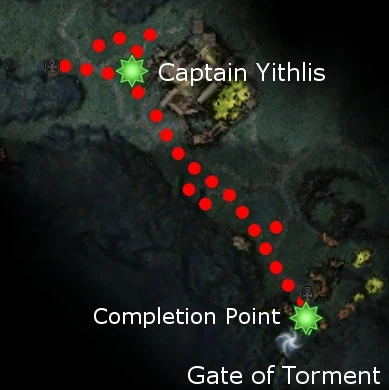 Captain Yithlis
Completion Point
Gate of Torment